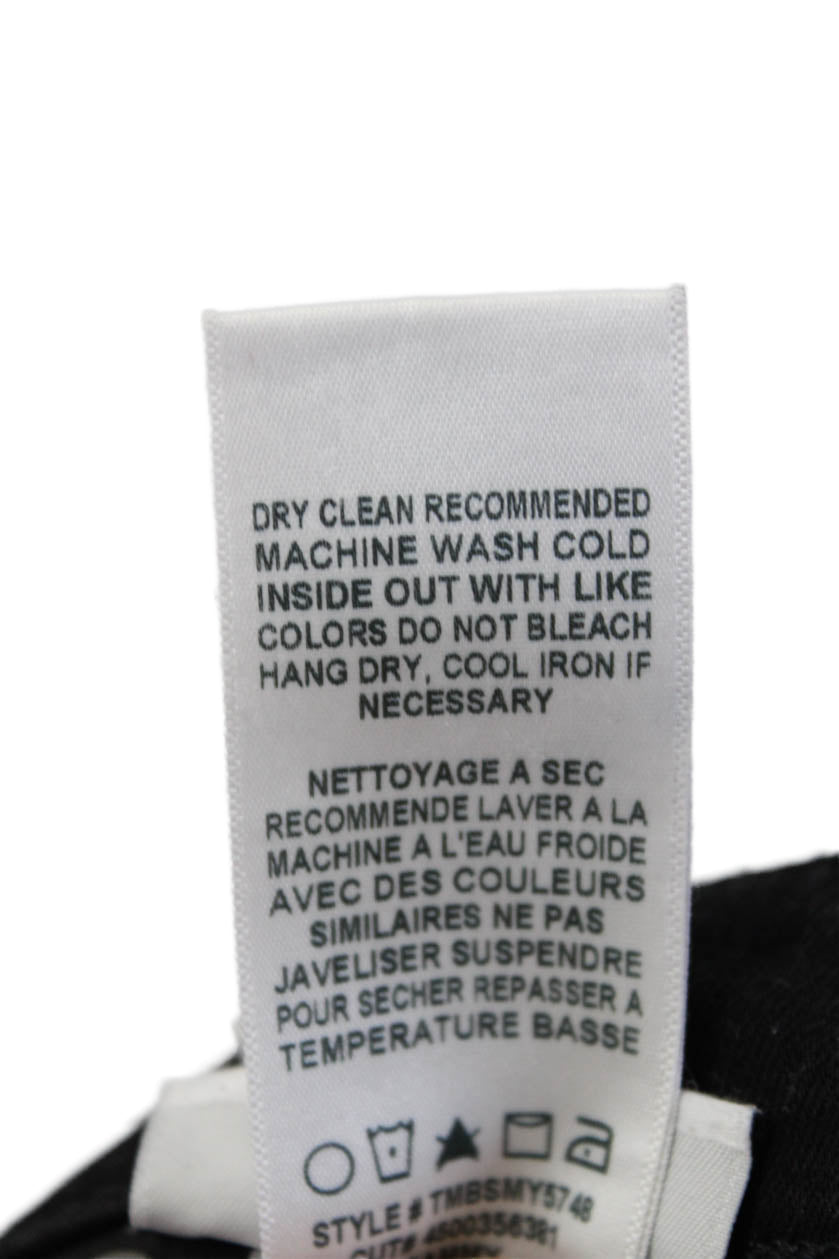 DRY CLEAN RECOMMENDED
MACHINE WASH COLD
INSIDE OUT WITH LIKE
COLORS DO NOT BLEACH
HANG DRY, COOL IRON IF
NECESSARY
NETTOYAGE A SEC
RECOMMENDE LAVER A LA
MACHINE A L'EAU FROIDE
AVEC DES COULEURS
SIMILAIRES NE PAS
JAVELISER SUSPENDRE
POUR SECHER REPASSER A
TEMPERATURE BASSE
STYLE # TMBSMY5748
CUT# 4500356381